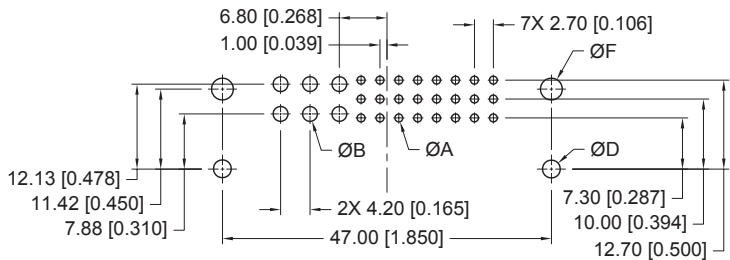 6.80 [0.268]
1.00 [0.039]
7X 2.70 [0.106]
ØF
ØB
ØA
ØD
12.13 [0.478]
11.42 [0.450]
7.88 [0.310]
2X 4.20 [0.165]
47.00 [1.850]
7.30 [0.287]
10.00 [0.394]
12.70 [0.500]